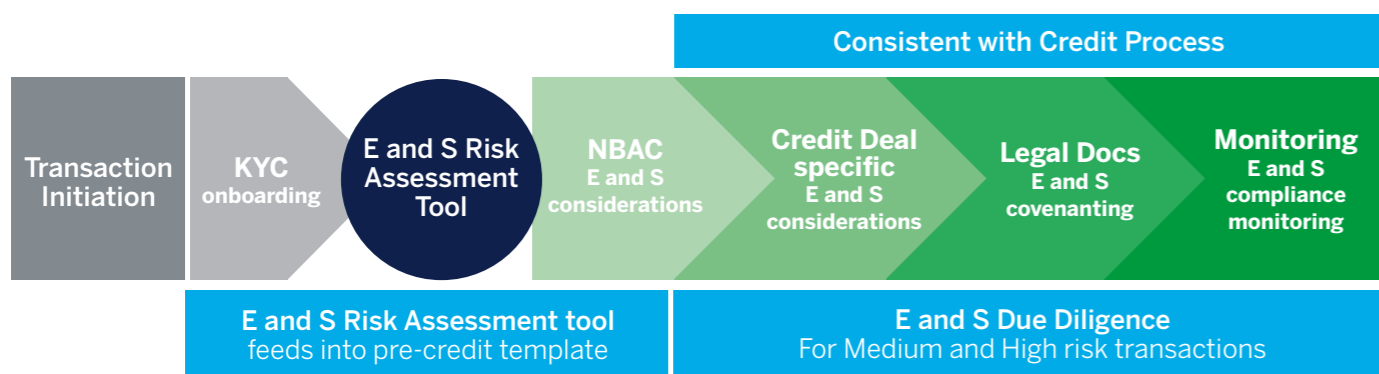 Consistent with Credit Process
Transaction
Initiation
KYC
onboarding
E and S Risk
Assessment
Tool
NBAC
E and S
considerations
Credit Deal
specific
E and S
considerations
Legal Docs
E and S
covenanting
Monitoring
E and S
compliance
monitoring
E and S Risk Assessment tool
feeds into pre-credit template
E and S Due Diligence
For Medium and High risk transactions